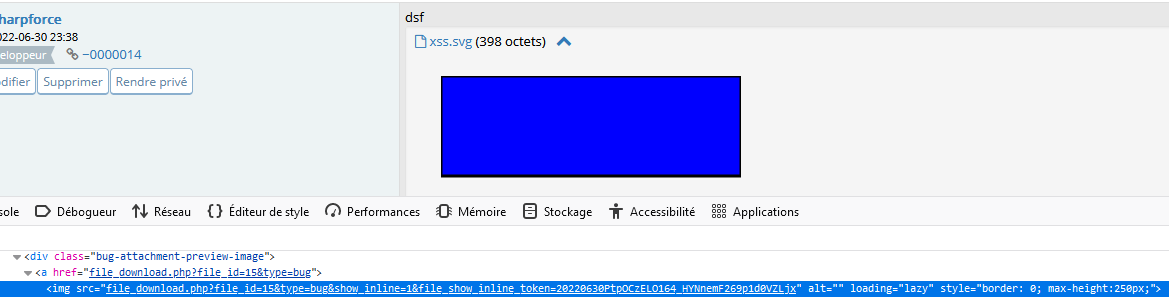 harpforce
022-06-30 23:38
eloppeur ~0000014
difier Supprimer Rendre privé
dsf
xss.svg (398 octets)
sole Débogueur Réseau {} Éditeur de style Performances Mémoire Stockage Accessibilité Applications
<div class="bug-attachment-preview-image">
<a href="file_download.php?file_id=15&type=bug">
<img src="file_download.php?file_id=15&type=bug&show_inline=1&file_show_inline_token=20220630PtpOCzELO164_HYNnemF269p1d0VZLjx" alt="" loading="lazy" style="border: 0; max-height:250px;">